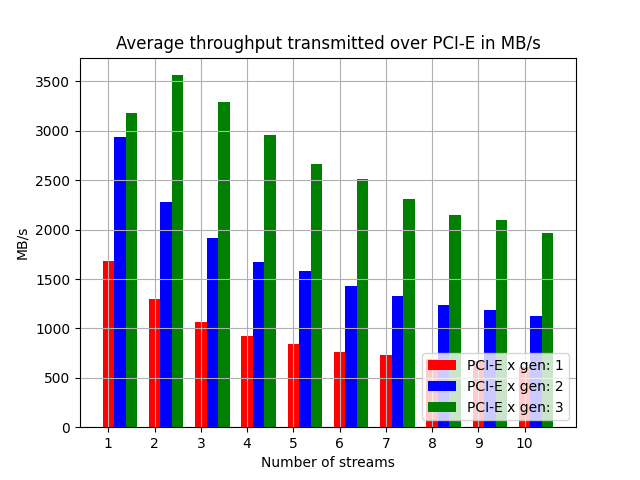 Average throughput transmitted over PCI-E in MB/s
3500
3000
2500
2000
1500
1000
500
0
MB/s
1 2 3 4 5 6 7 8 9 10
Number of streams
PCI-E x gen: 1
PCI-E x gen: 2
PCI-E x gen: 3